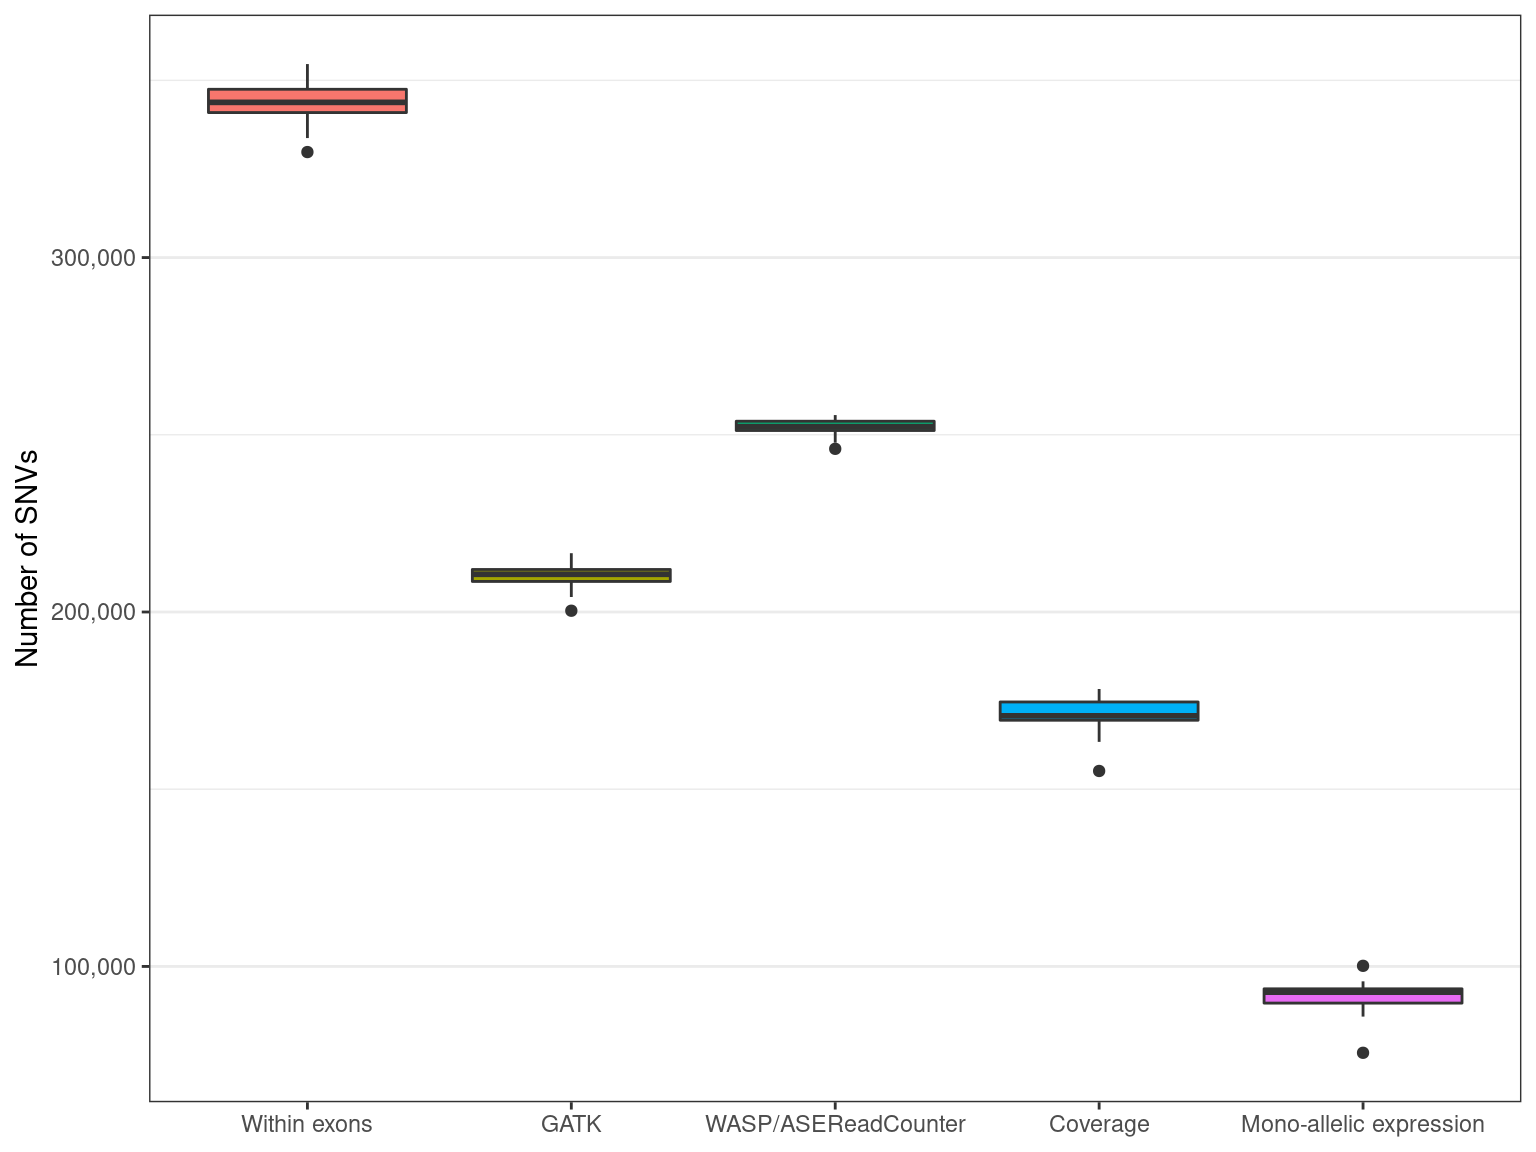 Number of SNVs
300,000
200,000
100,000
Within exons
GATK
WASP/ASEReadCounter
Coverage
Mono-allelic expression